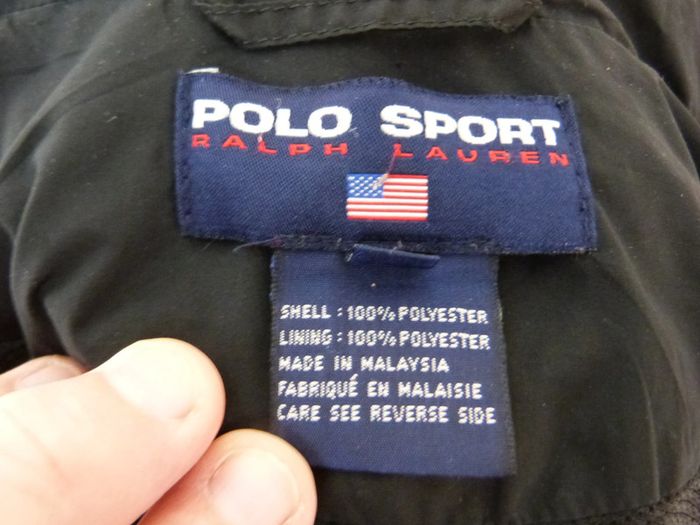 POLO SPORT
RALPH LAUREN
SHELL : 100% POLYESTER
LINING : 100% POLYESTER
MADE IN MALAYSIA
FABRIQUÉ EN MALAISIE
CARE SEE REVERSE SIDE